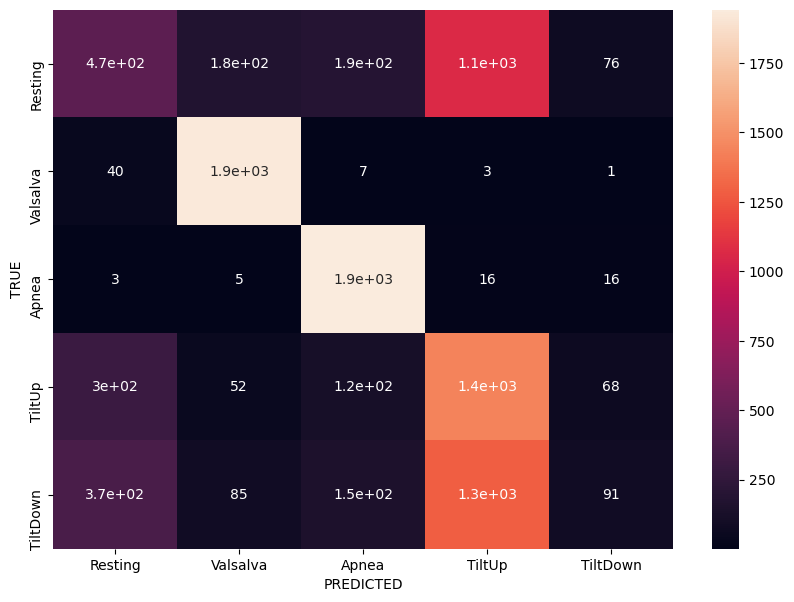 Resting 4.7e+02 1.8e+02 1.9e+02 1.1e+03 76
Valsalva 40 1.9e+03 7 3 1
Apnea 3 5 1.9e+03 16 16
TiltUp 3e+02 52 1.2e+02 1.4e+03 68
TiltDown 3.7e+02 85 1.5e+02 1.3e+03 91
TRUE
Resting Valsalva Apnea TiltUp TiltDown
PREDICTED
1750
1500
1250
1000
750
500
250